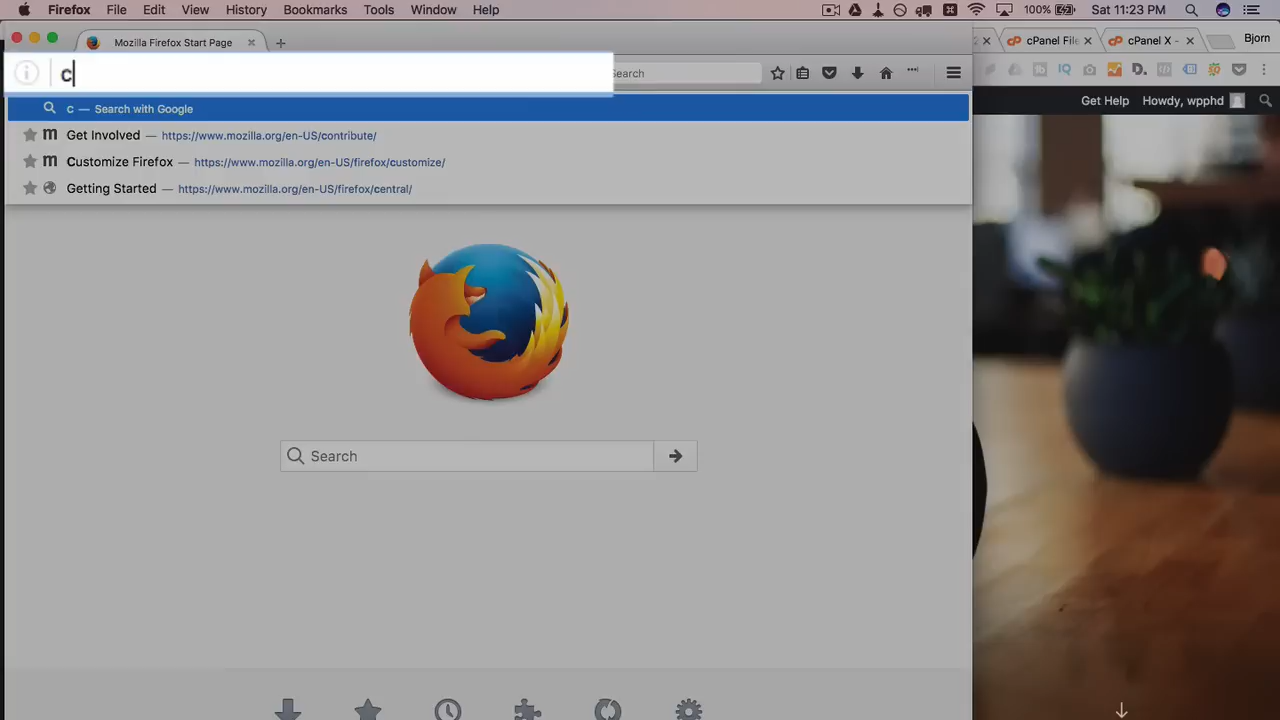 Firefox File Edit View History Bookmarks Tools Window Help 100% Sat 11:23 PM
Mozilla Firefox Start Page
cPanel File
cPanel X -
Bjorn
c
Search
c — Search with Google
Get Involved — https://www.mozilla.org/en-US/contribute/
Customize Firefox — https://www.mozilla.org/en-US/firefox/customize/
Getting Started — https://www.mozilla.org/en-US/firefox/central/
Get Help Howdy, wpphd
Search